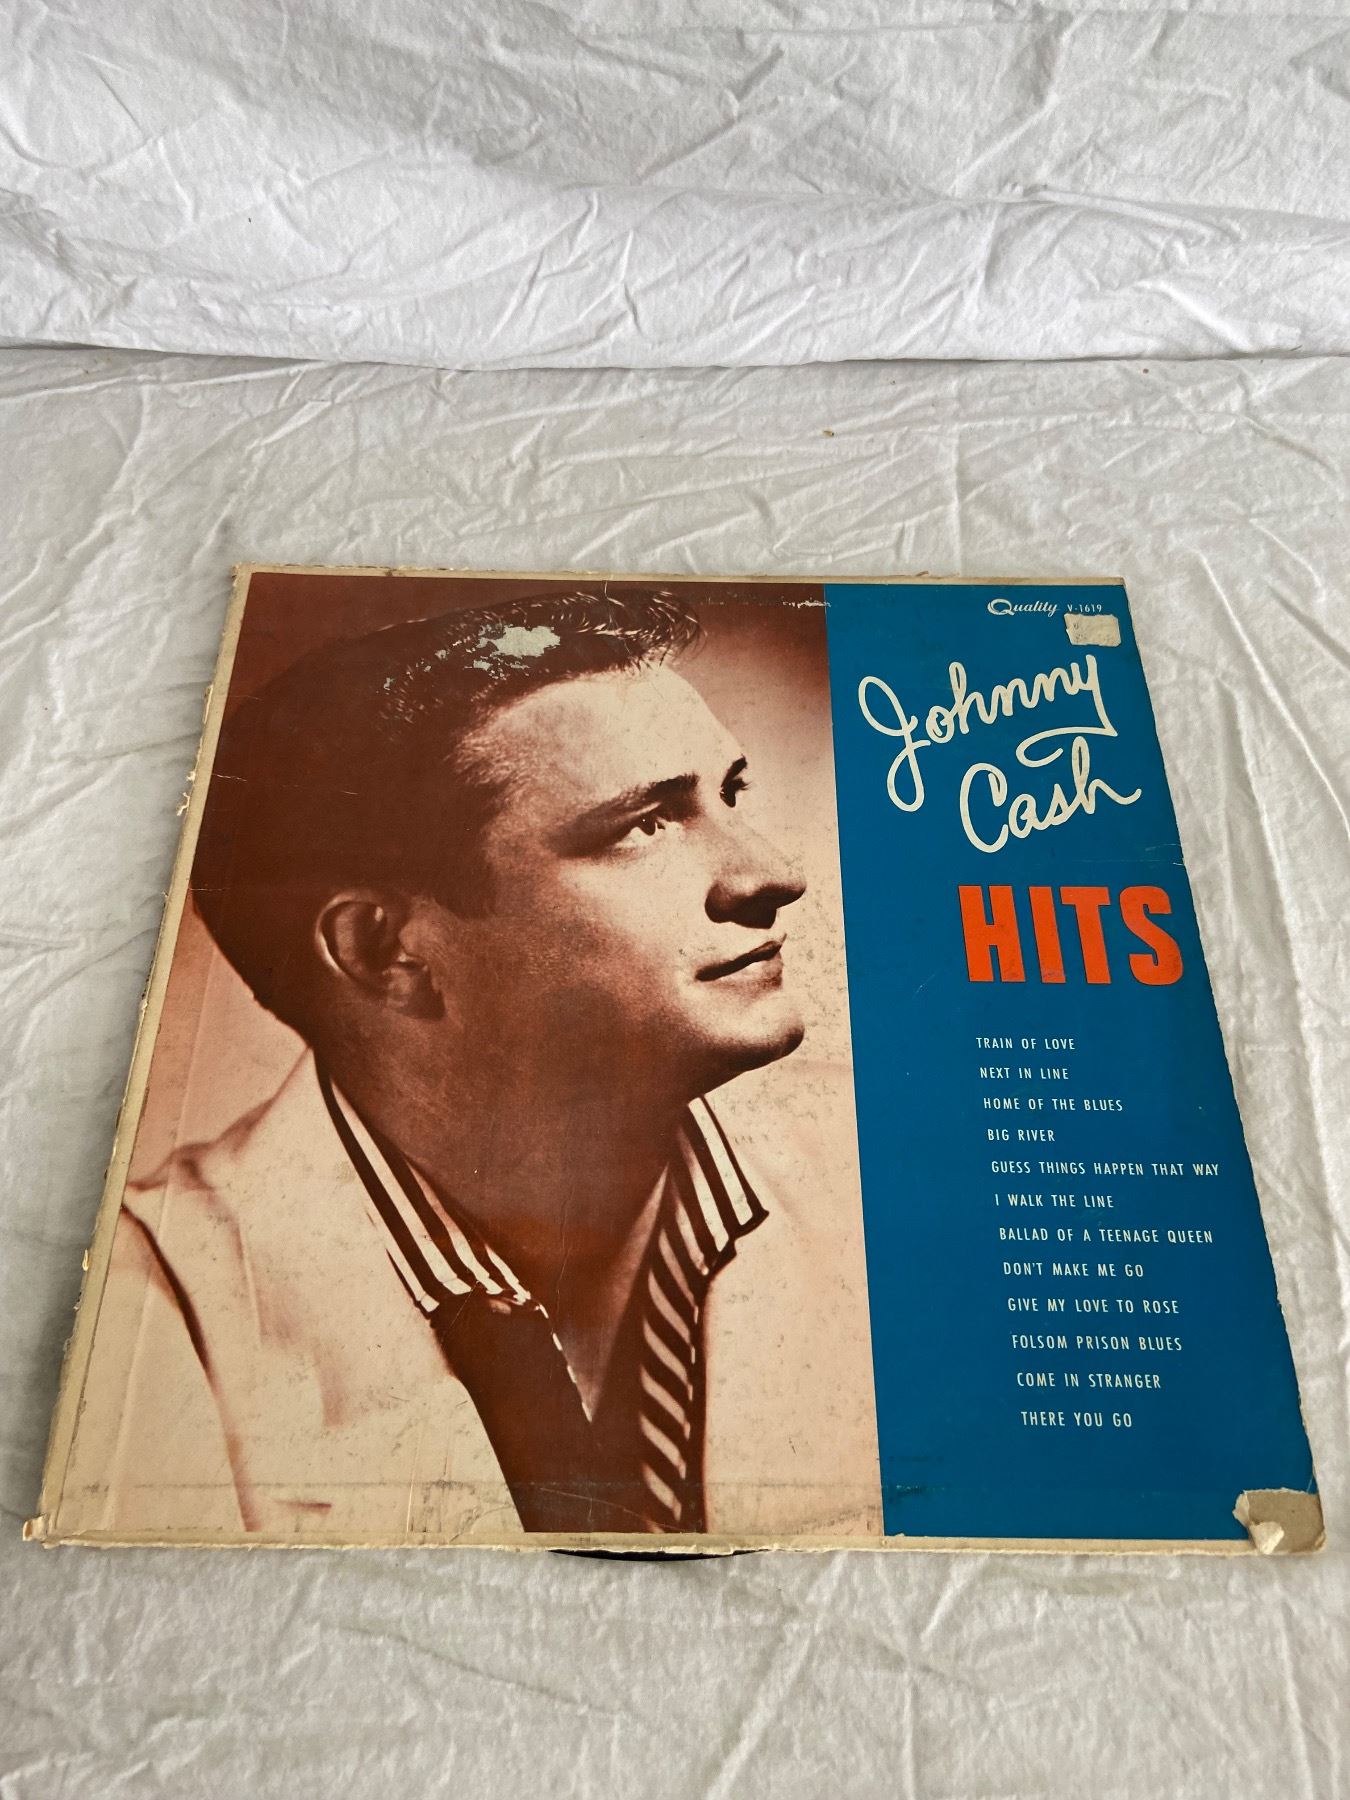 Quality V-1619
Johnny
Cash
HITS
TRAIN OF LOVE
NEXT IN LINE
HOME OF THE BLUES
BIG RIVER
GUESS THINGS HAPPEN THAT WAY
I WALK THE LINE
BALLAD OF A TEENAGE QUEEN
DON'T MAKE ME GO
GIVE MY LOVE TO ROSE
FOLSOM PRISON BLUES
COME IN STRANGER
THERE YOU GO